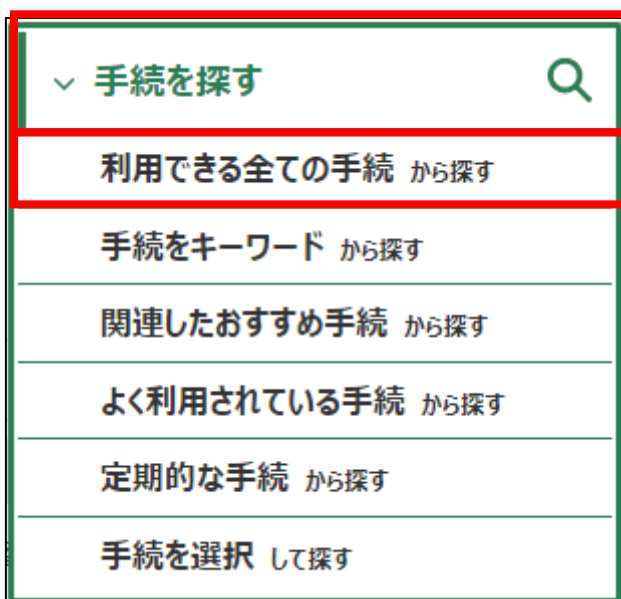 手続を探す
利用できる全ての手続 から探す
手続をキーワード から探す
関連したおすすめ手続 から探す
よく利用されている手続 から探す
定期的な手続 から探す
手続を選択 して探す